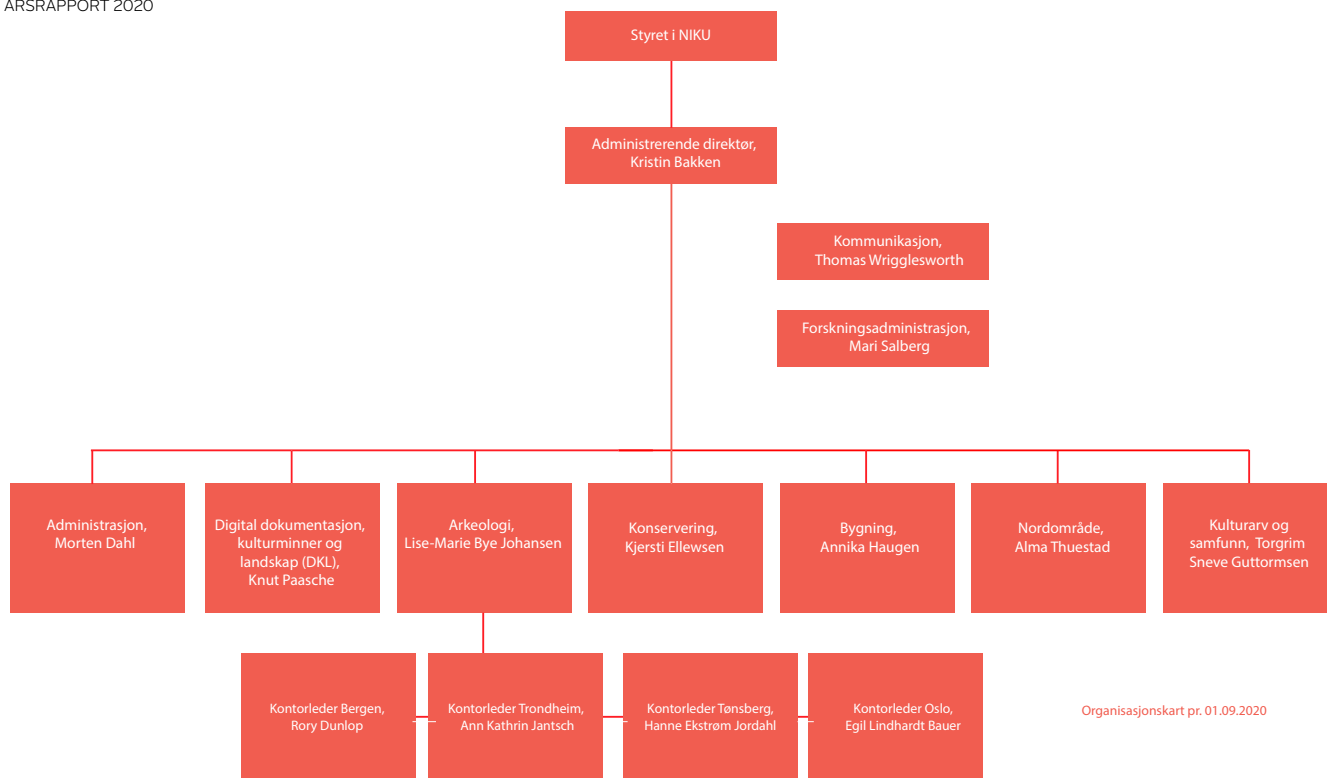 ÅRSRAPPORT 2020
Styret i NIKU
Administrerende direktør,
Kristin Bakken
Kommunikasjon,
Thomas Wrigglesworth
Forskningsadministrasjon,
Mari Salberg
Administrasjon,
Morten Dahl
Digital dokumentasjon,
kulturminner og
landskap (DKL),
Knut Paasche
Arkeologi,
Lise-Marie Bye Johansen
Konservering,
Kjersti Ellewsen
Bygning,
Annika Haugen
Nordområde,
Alma Thuestad
Kulturarv og
samfunn, Torgrim
Sneve Guttormsen
Kontorleder Bergen,
Rory Dunlop
Kontorleder Trondheim,
Ann Kathrin Jantsch
Kontorleder Tønsberg,
Hanne Ekstrøm Jordahl
Kontorleder Oslo,
Egil Lindhardt Bauer
Organisasjonskart pr. 01.09.2020